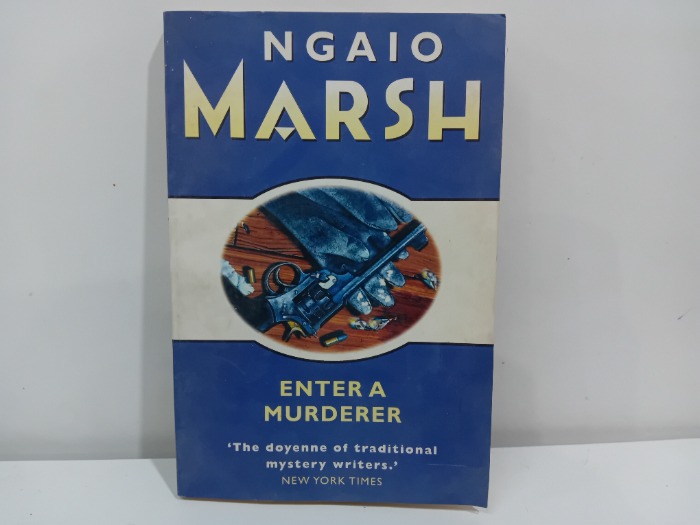 NGAIO
MARSH
ENTER A
MURDERER
‘The doyenne of traditional
mystery writers.’
NEW YORK TIMES